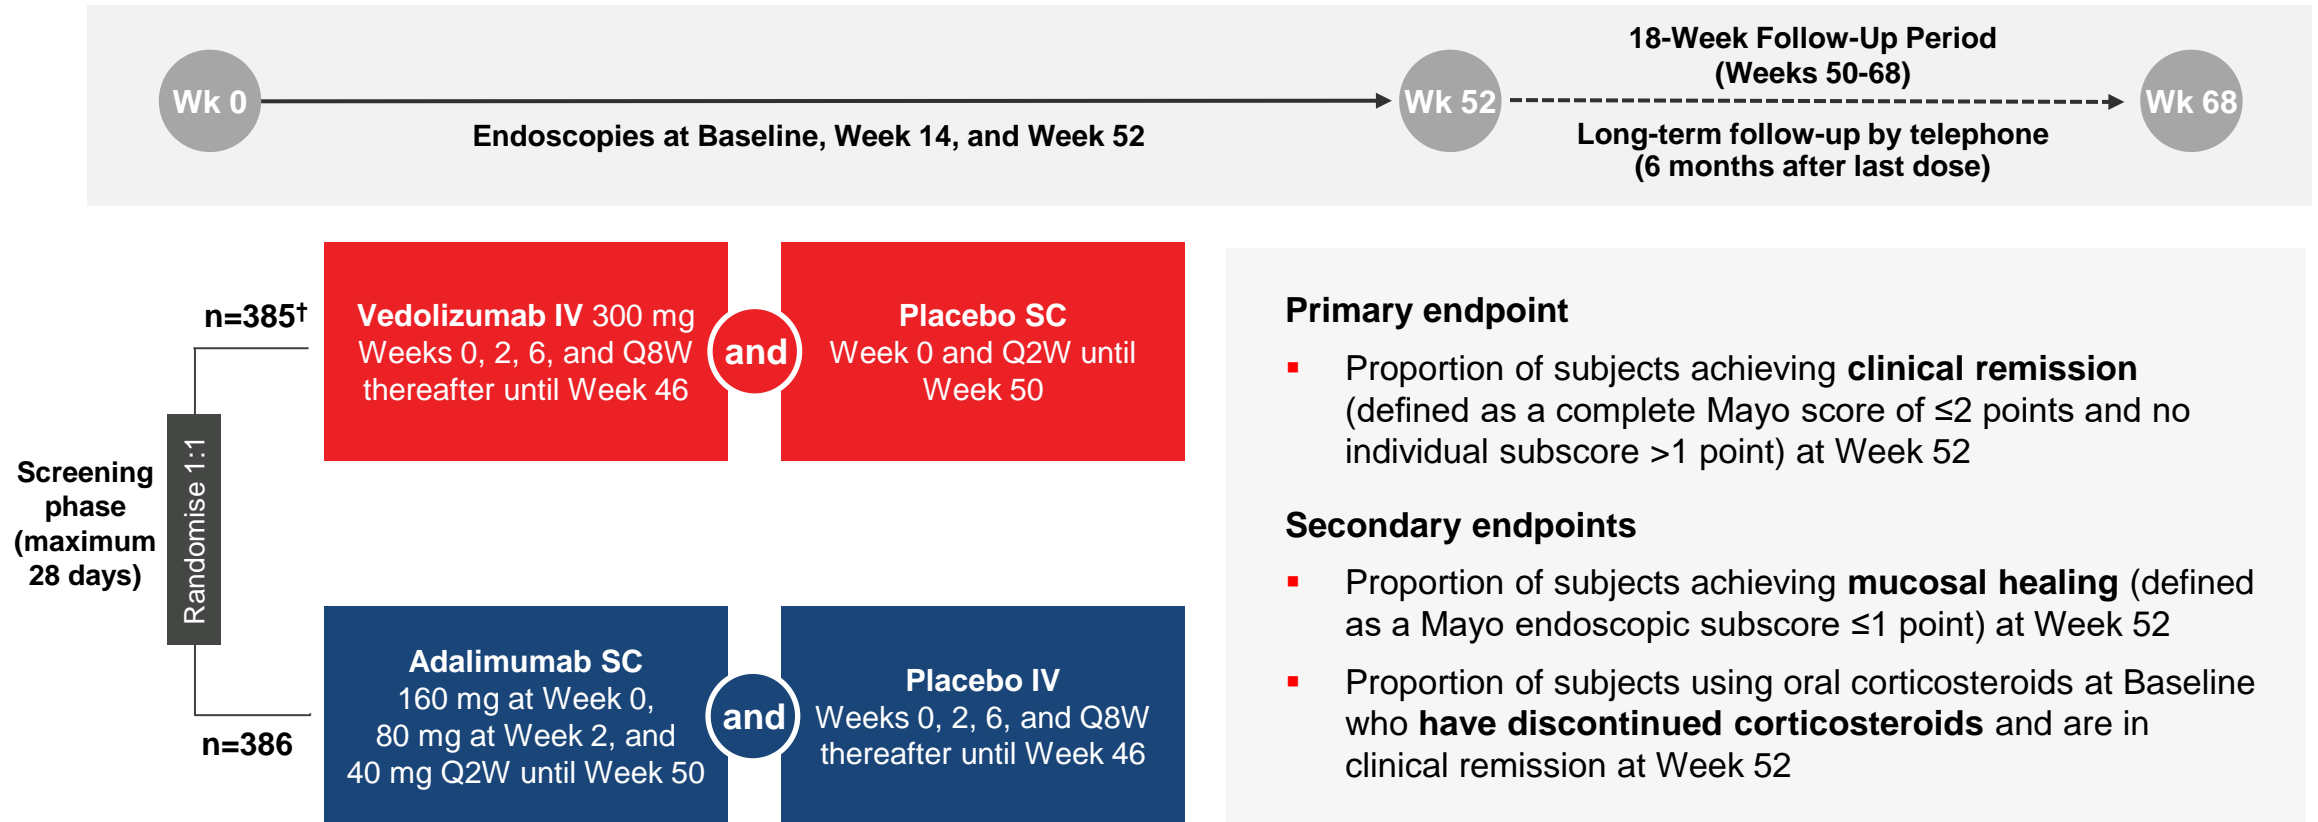 Wk 0
Endoscopies at Baseline, Week 14, and Week 52
Wk 52
18-Week Follow-Up Period
(Weeks 50-68)
Long-term follow-up by telephone
(6 months after last dose)
Wk 68
Screening
phase
(maximum
28 days)
Randomise 1:1
n=385†
Vedolizumab IV 300 mg
Weeks 0, 2, 6, and Q8W
thereafter until Week 46
and
Placebo SC
Week 0 and Q2W until
Week 50
n=386
Adalimumab SC
160 mg at Week 0,
80 mg at Week 2, and
40 mg Q2W until Week 50
and
Placebo IV
Weeks 0, 2, 6, and Q8W
thereafter until Week 46
Primary endpoint
▪ Proportion of subjects achieving clinical remission
(defined as a complete Mayo score of ≤2 points and no
individual subscore >1 point) at Week 52
Secondary endpoints
▪ Proportion of subjects achieving mucosal healing (defined
as a Mayo endoscopic subscore ≤1 point) at Week 52
▪ Proportion of subjects using oral corticosteroids at Baseline
who have discontinued corticosteroids and are in
clinical remission at Week 52